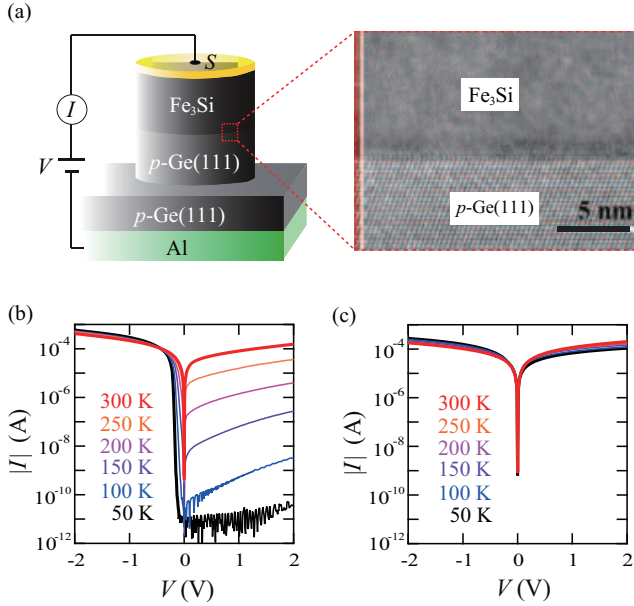 (a)
S
Fe₃Si
I
V
p-Ge(111)
p-Ge(111)
Al
Fe₃Si
p-Ge(111)
5 nm
(b)
10⁻⁴
10⁻⁶
10⁻⁸
10⁻¹⁰
10⁻¹²
|I| (A)
300 K
250 K
200 K
150 K
100 K
50 K
-2 -1 0 1 2
V (V)
(c)
10⁻⁴
10⁻⁶
10⁻⁸
10⁻¹⁰
10⁻¹²
|I| (A)
300 K
250 K
200 K
150 K
100 K
50 K
-2 -1 0 1 2
V (V)